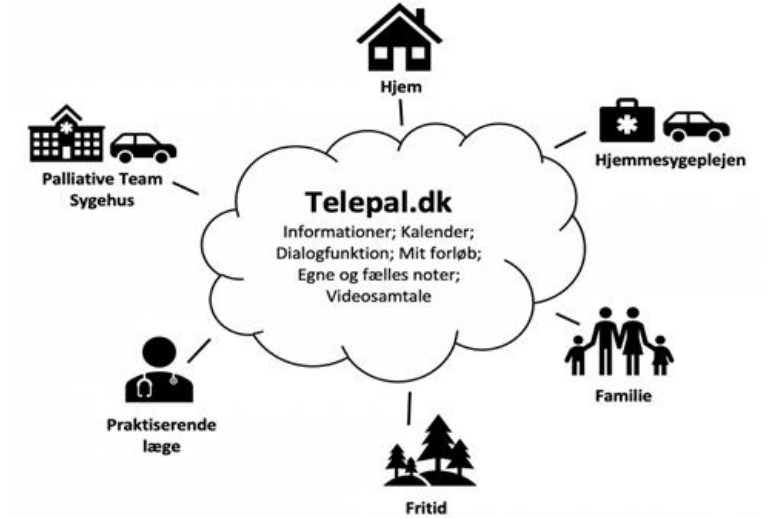 Hjem
Hjemmesygeplejen
Palliative Team
Sygehus
Telepal.dk
Informationer; Kalender;
Dialogfunktion; Mit forløb;
Egne og fælles noter;
Videosamtale
Familie
Praktiserende
læge
Fritid